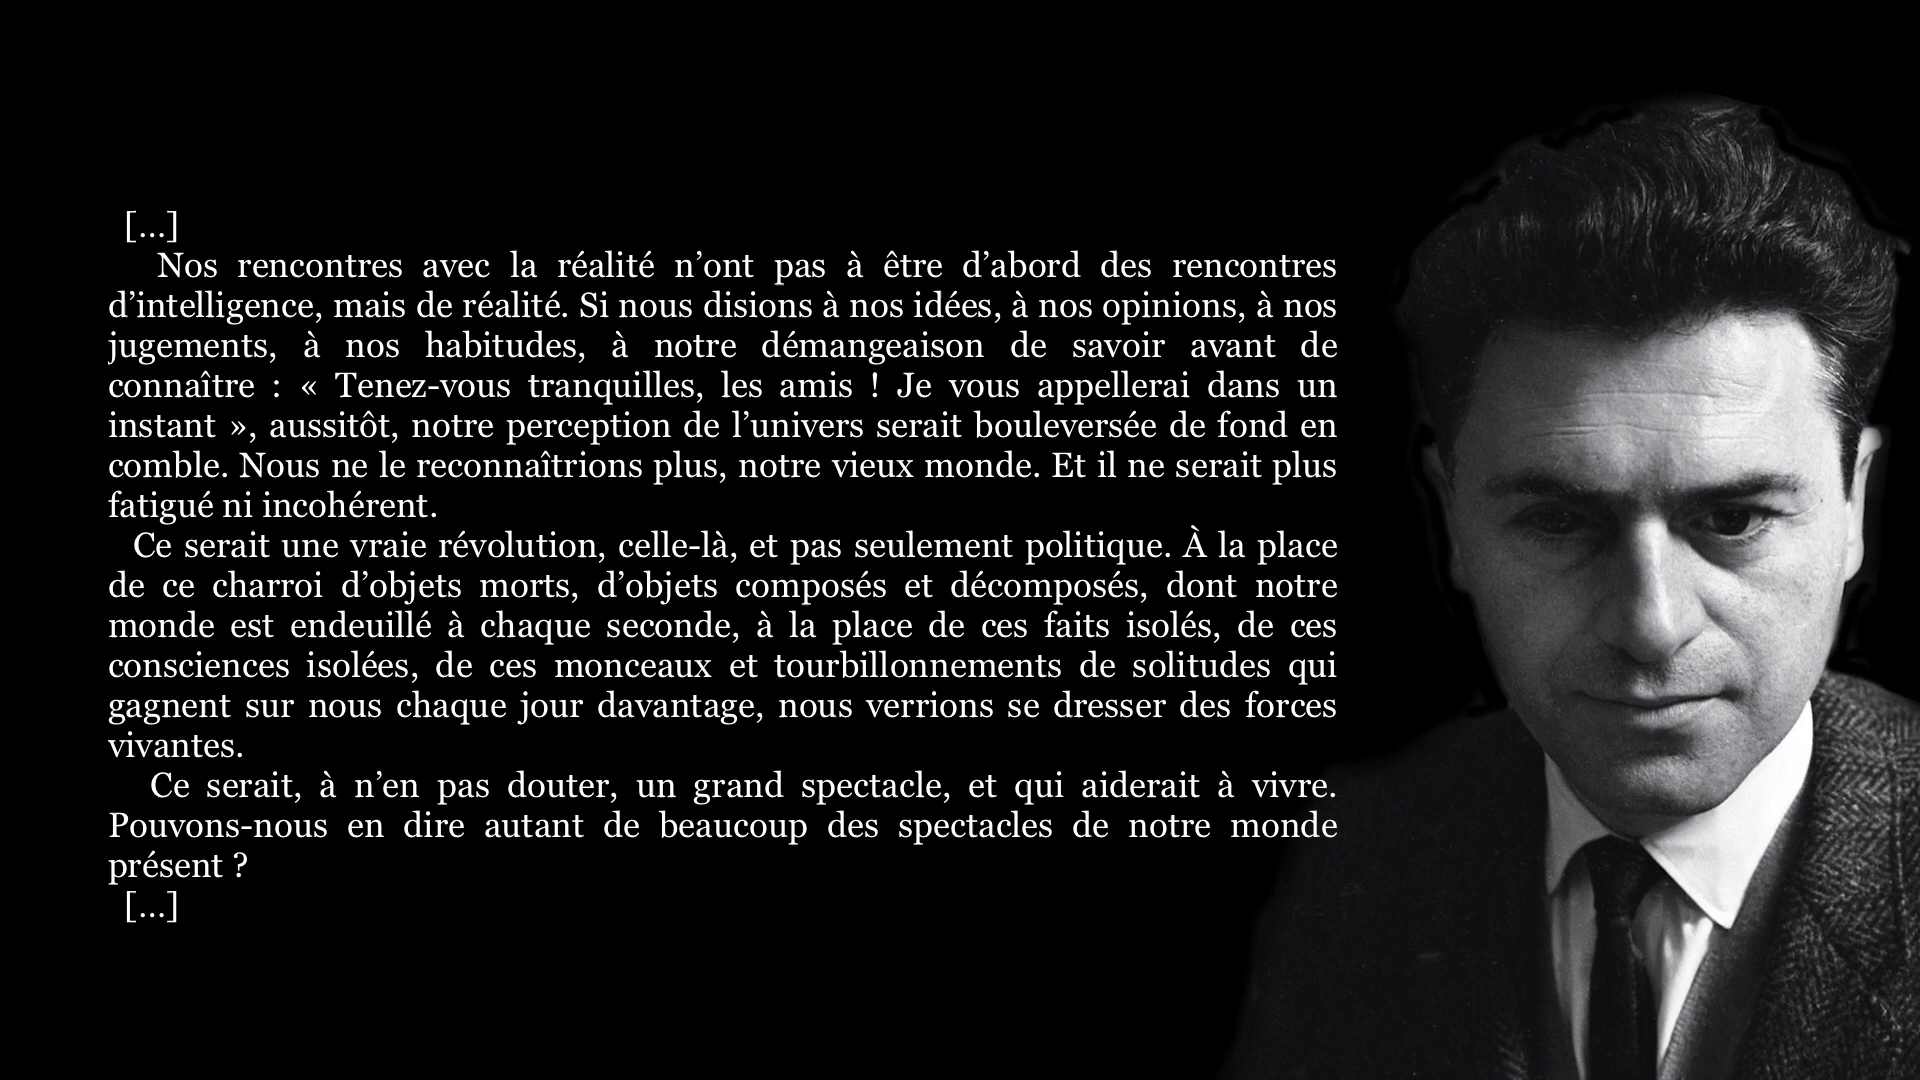 [...]
Nos rencontres avec la réalité n’ont pas à être d’abord des rencontres
d’intelligence, mais de réalité. Si nous disions à nos idées, à nos opinions, à nos
jugements, à nos habitudes, à notre démangeaison de savoir avant de
connaître : « Tenez-vous tranquilles, les amis ! Je vous appellerai dans un
instant », aussitôt, notre perception de l’univers serait bouleversée de fond en
comble. Nous ne le reconnaîtrions plus, notre vieux monde. Et il ne serait plus
fatigué ni incohérent.
Ce serait une vraie révolution, celle-là, et pas seulement politique. À la place
de ce charroi d’objets morts, d’objets composés et décomposés, dont notre
monde est endeuillé à chaque seconde, à la place de ces faits isolés, de ces
consciences isolées, de ces monceaux et tourbillonnements de solitudes qui
gagnent sur nous chaque jour davantage, nous verrions se dresser des forces
vivantes.
Ce serait, à n’en pas douter, un grand spectacle, et qui aiderait à vivre.
Pouvons-nous en dire autant de beaucoup des spectacles de notre monde
présent ?
[...]